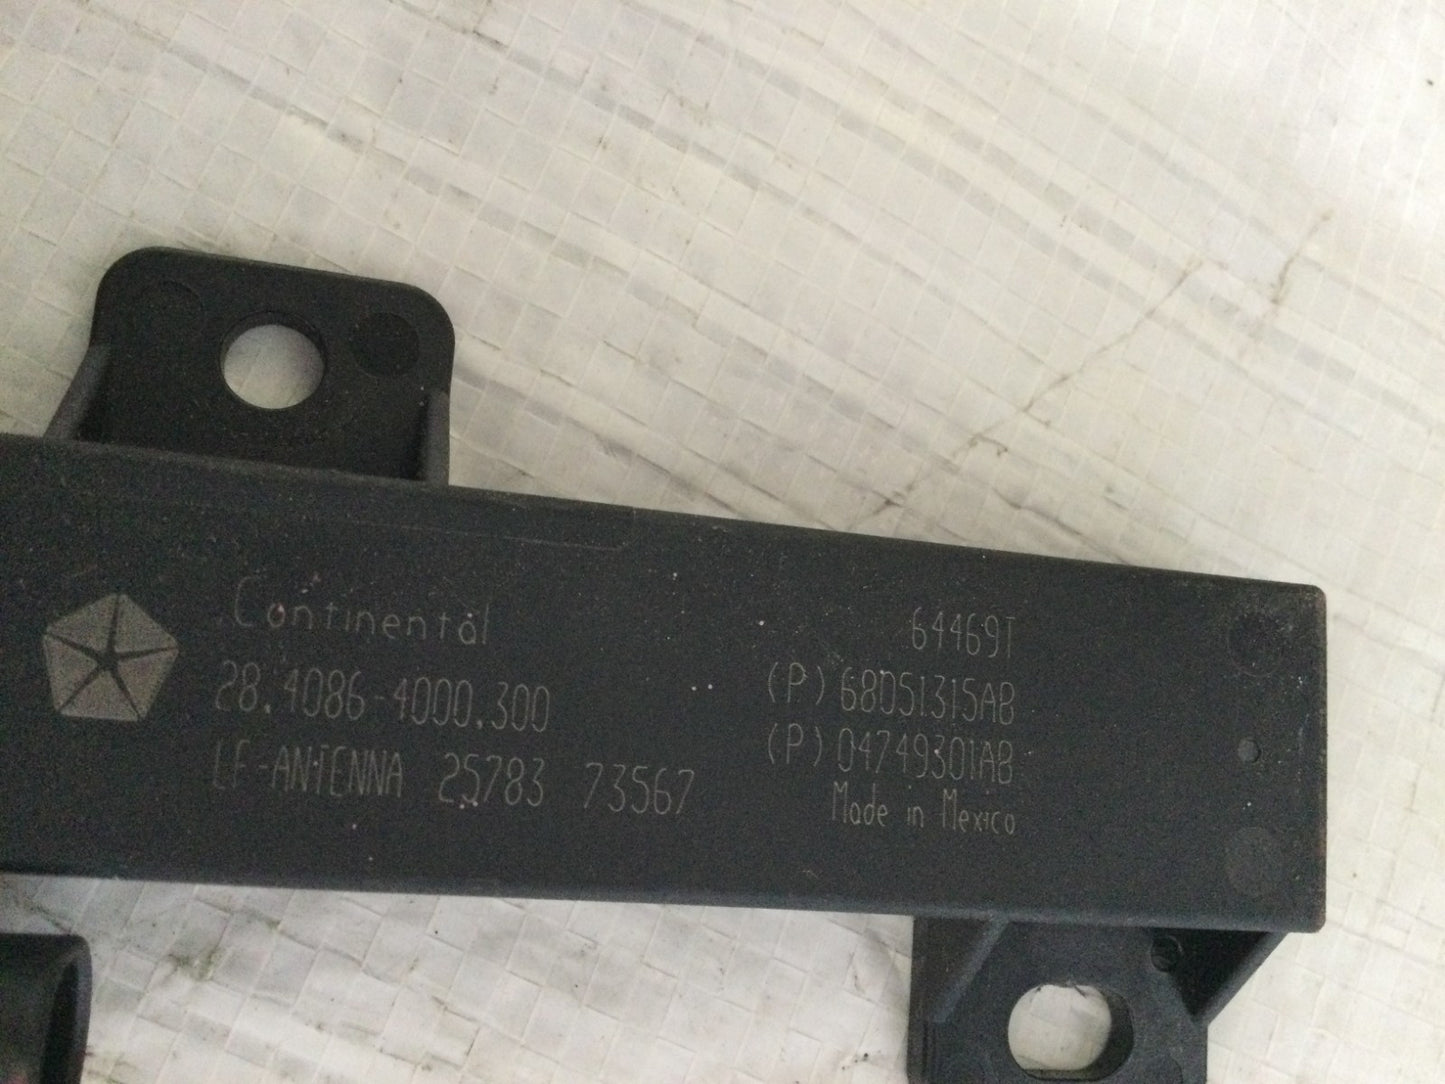 Continental
28.4086-4000.300
LF-ANTENNA 25783 73567
64469T
(P)68051315AB
(P)04749301AB
Made in Mexico